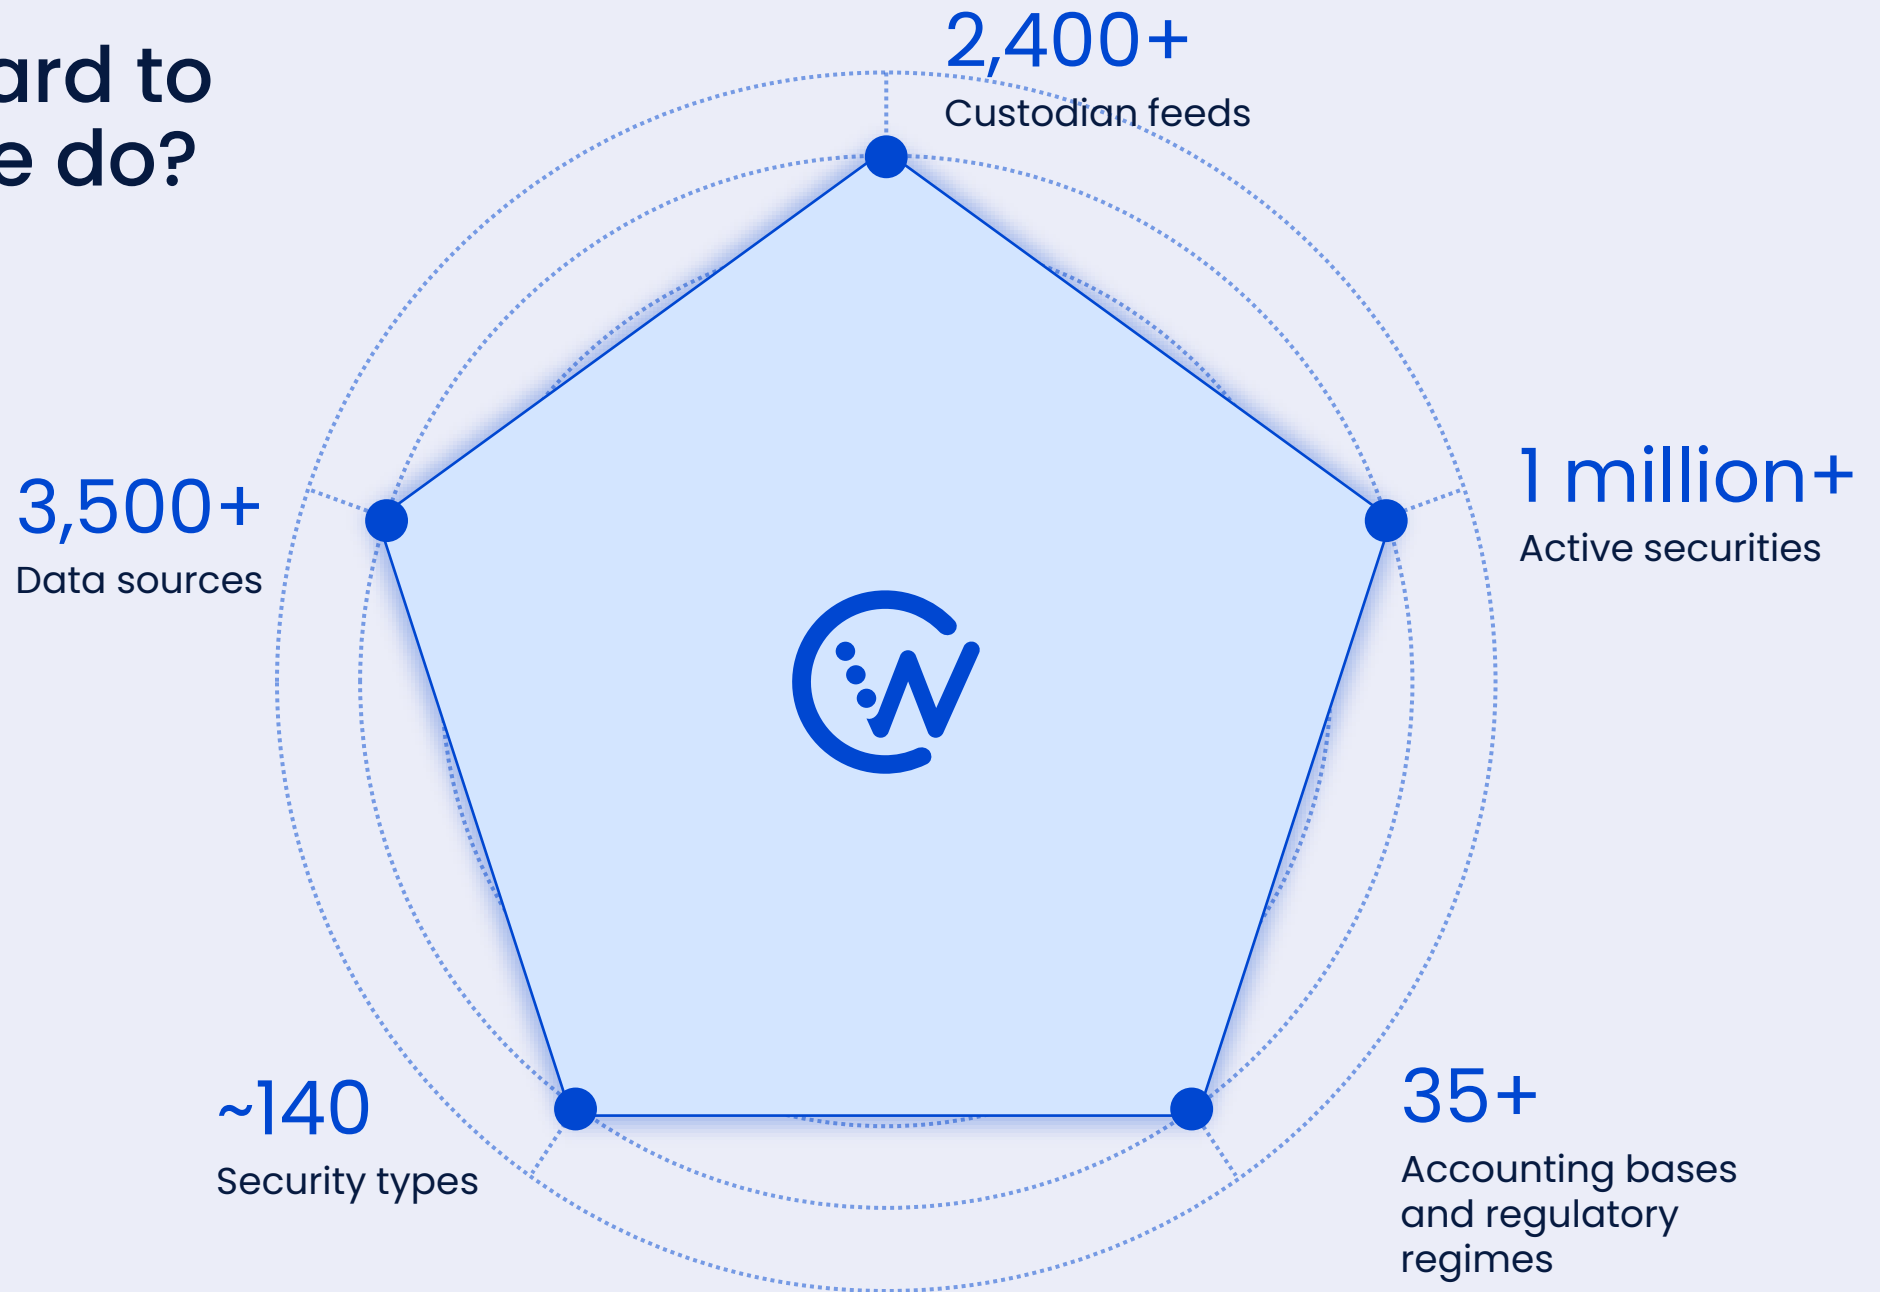 ard to
e do?
2,400+
Custodian feeds
1 million+
Active securities
3,500+
Data sources
~140
Security types
35+
Accounting bases
and regulatory
regimes